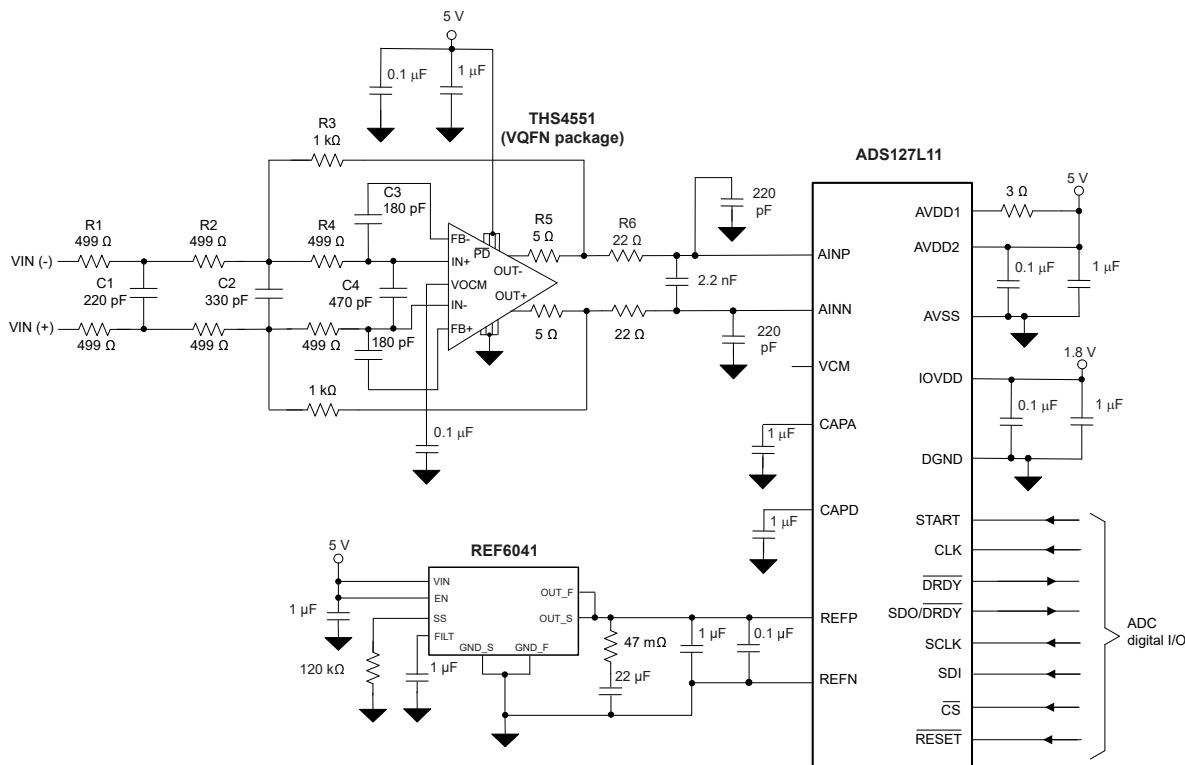 5 V
0.1 µF
1 µF
THS4551
(VQFN package)
R3
1 kΩ
C3
180 pF
R1
499 Ω
R2
499 Ω
R4
499 Ω
VIN (-)
C1
220 pF
C2
330 pF
C4
470 pF
VIN (+)
499 Ω
499 Ω
499 Ω
180 pF
1 kΩ
0.1 µF
FB-
PD
IN+
OUT-
VOCM
OUT+
IN-
FB+
R5
5 Ω
R6
22 Ω
5 Ω
22 Ω
220
pF
2.2 nF
220
pF
ADS127L11
AINP
AINN
VCM
CAPA
1 µF
CAPD
1 µF
REFP
REFN
AVDD1
3 Ω
5 V
AVDD2
0.1 µF
1 µF
AVSS
1.8 V
IOVDD
0.1 µF
1 µF
DGND
START
CLK
DRDY
SDO/DRDY
SCLK
SDI
CS
RESET
ADC
digital I/O
REF6041
5 V
1 µF
VIN
EN
SS
FILT
OUT_F
OUT_S
GND_S
GND_F
120 kΩ
1 µF
47 mΩ
22 µF
1 µF
0.1 µF